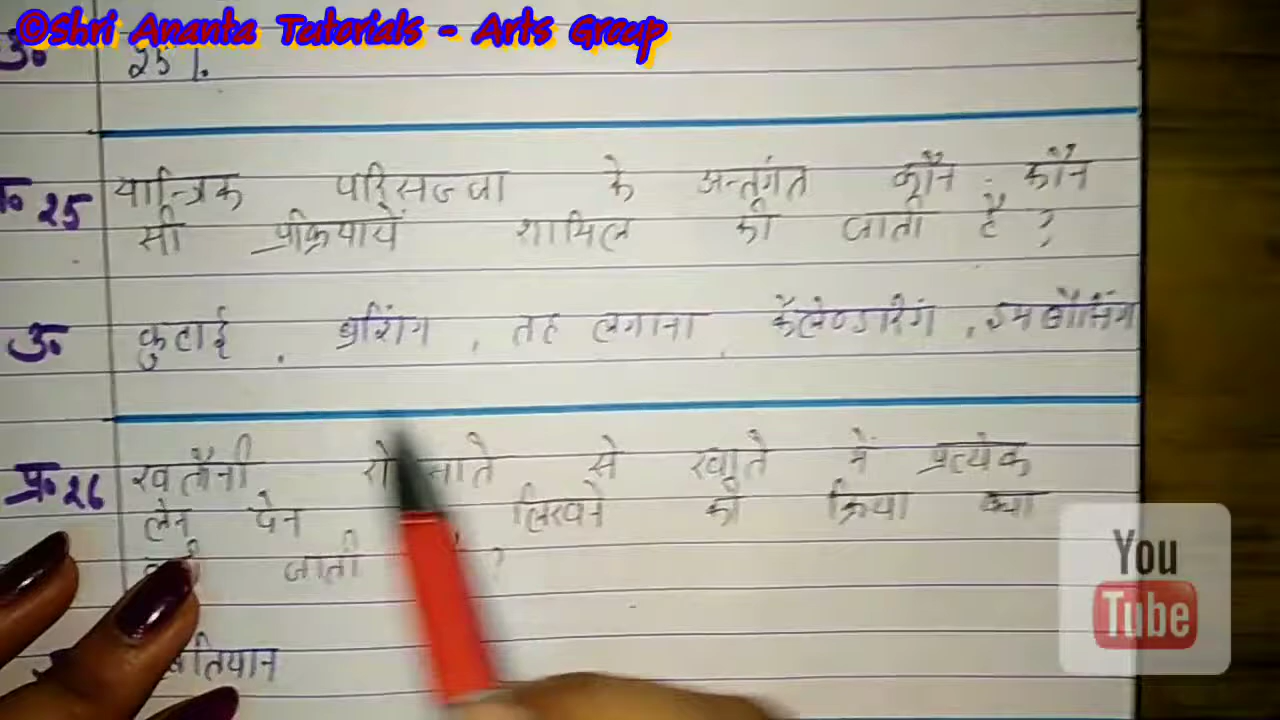 ©Shri Ananta Tutorials - Arts Group
उ० 25 %
प्र० 25 यान्त्रिक परिसज्जा के अन्तर्गत कौन - कौन
सी प्रक्रियायें शामिल की जाती है ?
उ० कुटाई , ब्रशिंग , तह लगाना , कैलेण्डरिंग , इमबौसिंग
प्र० 26 खतौनी से खाते में प्रत्येक
लेन देन लिखने की क्रिया क्या
जाती ?
खतियान
You
Tube